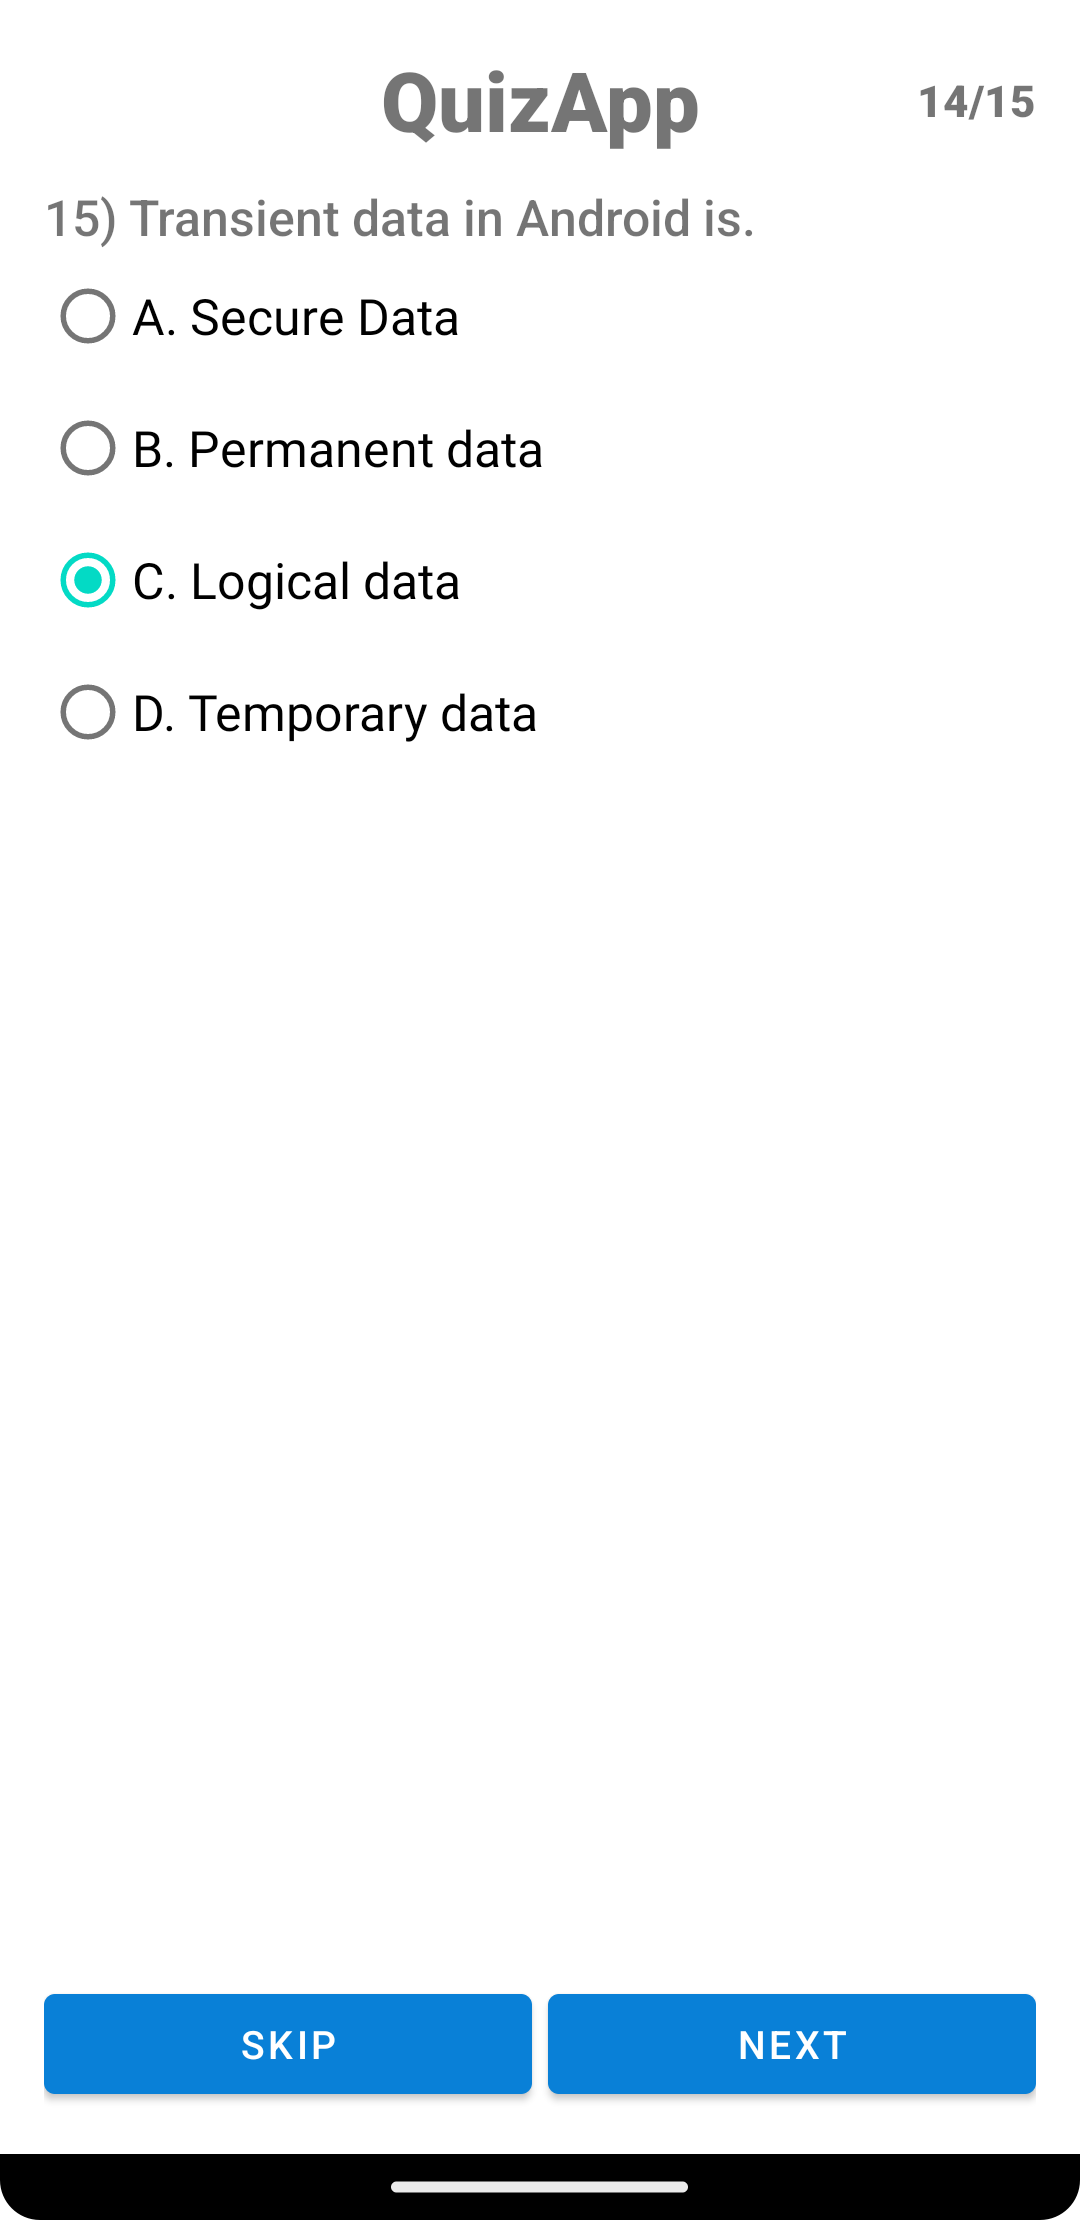 QuizApp
14/15
15) Transient data in Android is.
A. Secure Data
B. Permanent data
C. Logical data
D. Temporary data
SKIP
NEXT